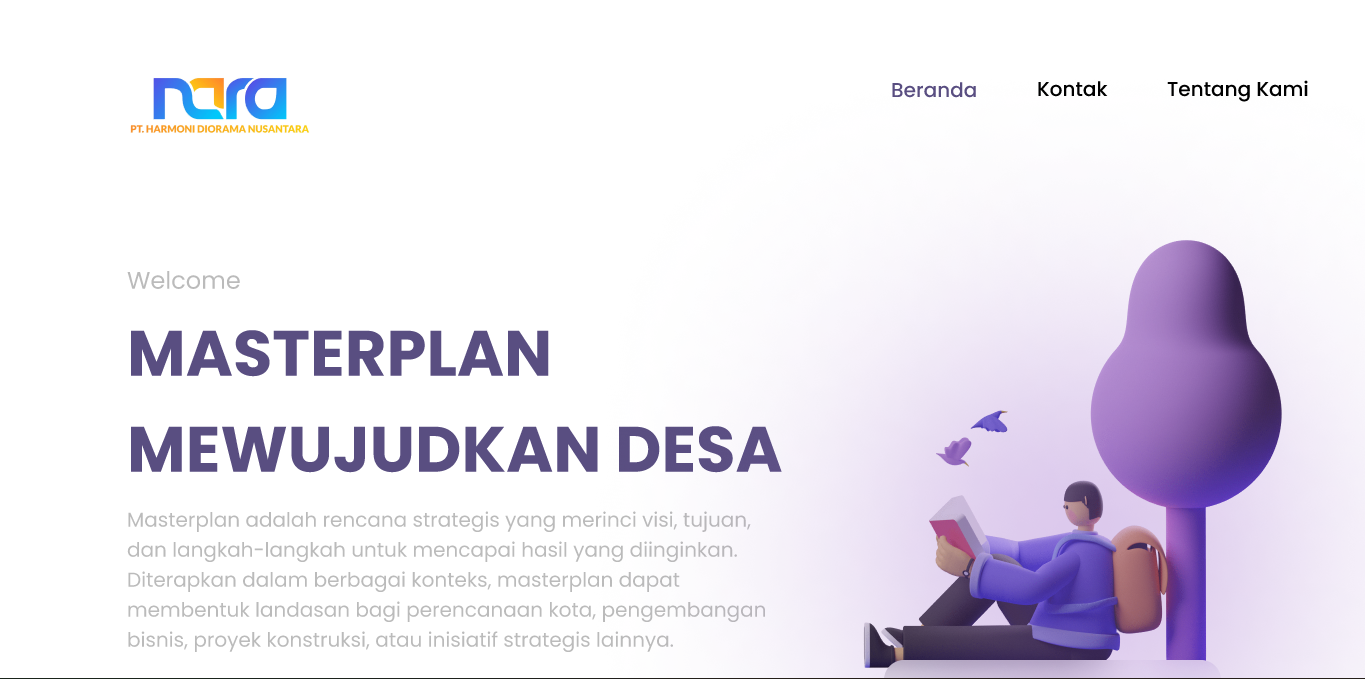 nara
PT. HARMONI DIORAMA NUSANTARA
Beranda
Kontak
Tentang Kami
Welcome
MASTERPLAN
MEWUJUDKAN DESA
Masterplan adalah rencana strategis yang merinci visi, tujuan,
dan langkah-langkah untuk mencapai hasil yang diinginkan.
Diterapkan dalam berbagai konteks, masterplan dapat
membentuk landasan bagi perencanaan kota, pengembangan
bisnis, proyek konstruksi, atau inisiatif strategis lainnya.